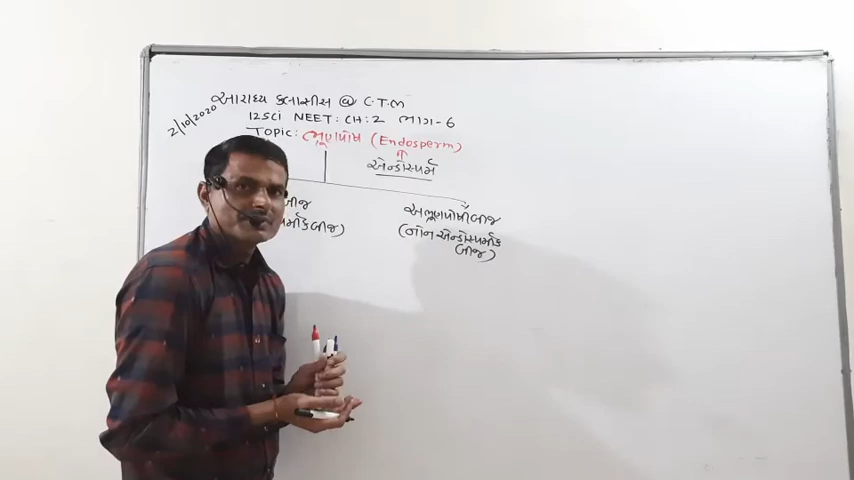 આરાધ્ય ક્લાસીસ @ C.T.M
2/10/2020
12SCI NEET: CH:2 ભાગ-6
Topic: ભ્રૂણપોષ (Endosperm)
એન્ડોસ્પર્મ
બીજ
અભ્રૂણપોષીબીજ
(નોન એન્ડોસ્પર્મીક
બીજ)